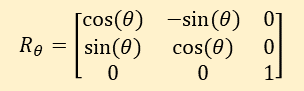 cos(θ) −sin(θ) 0
R_θ = sin(θ) cos(θ) 0
0 0 1